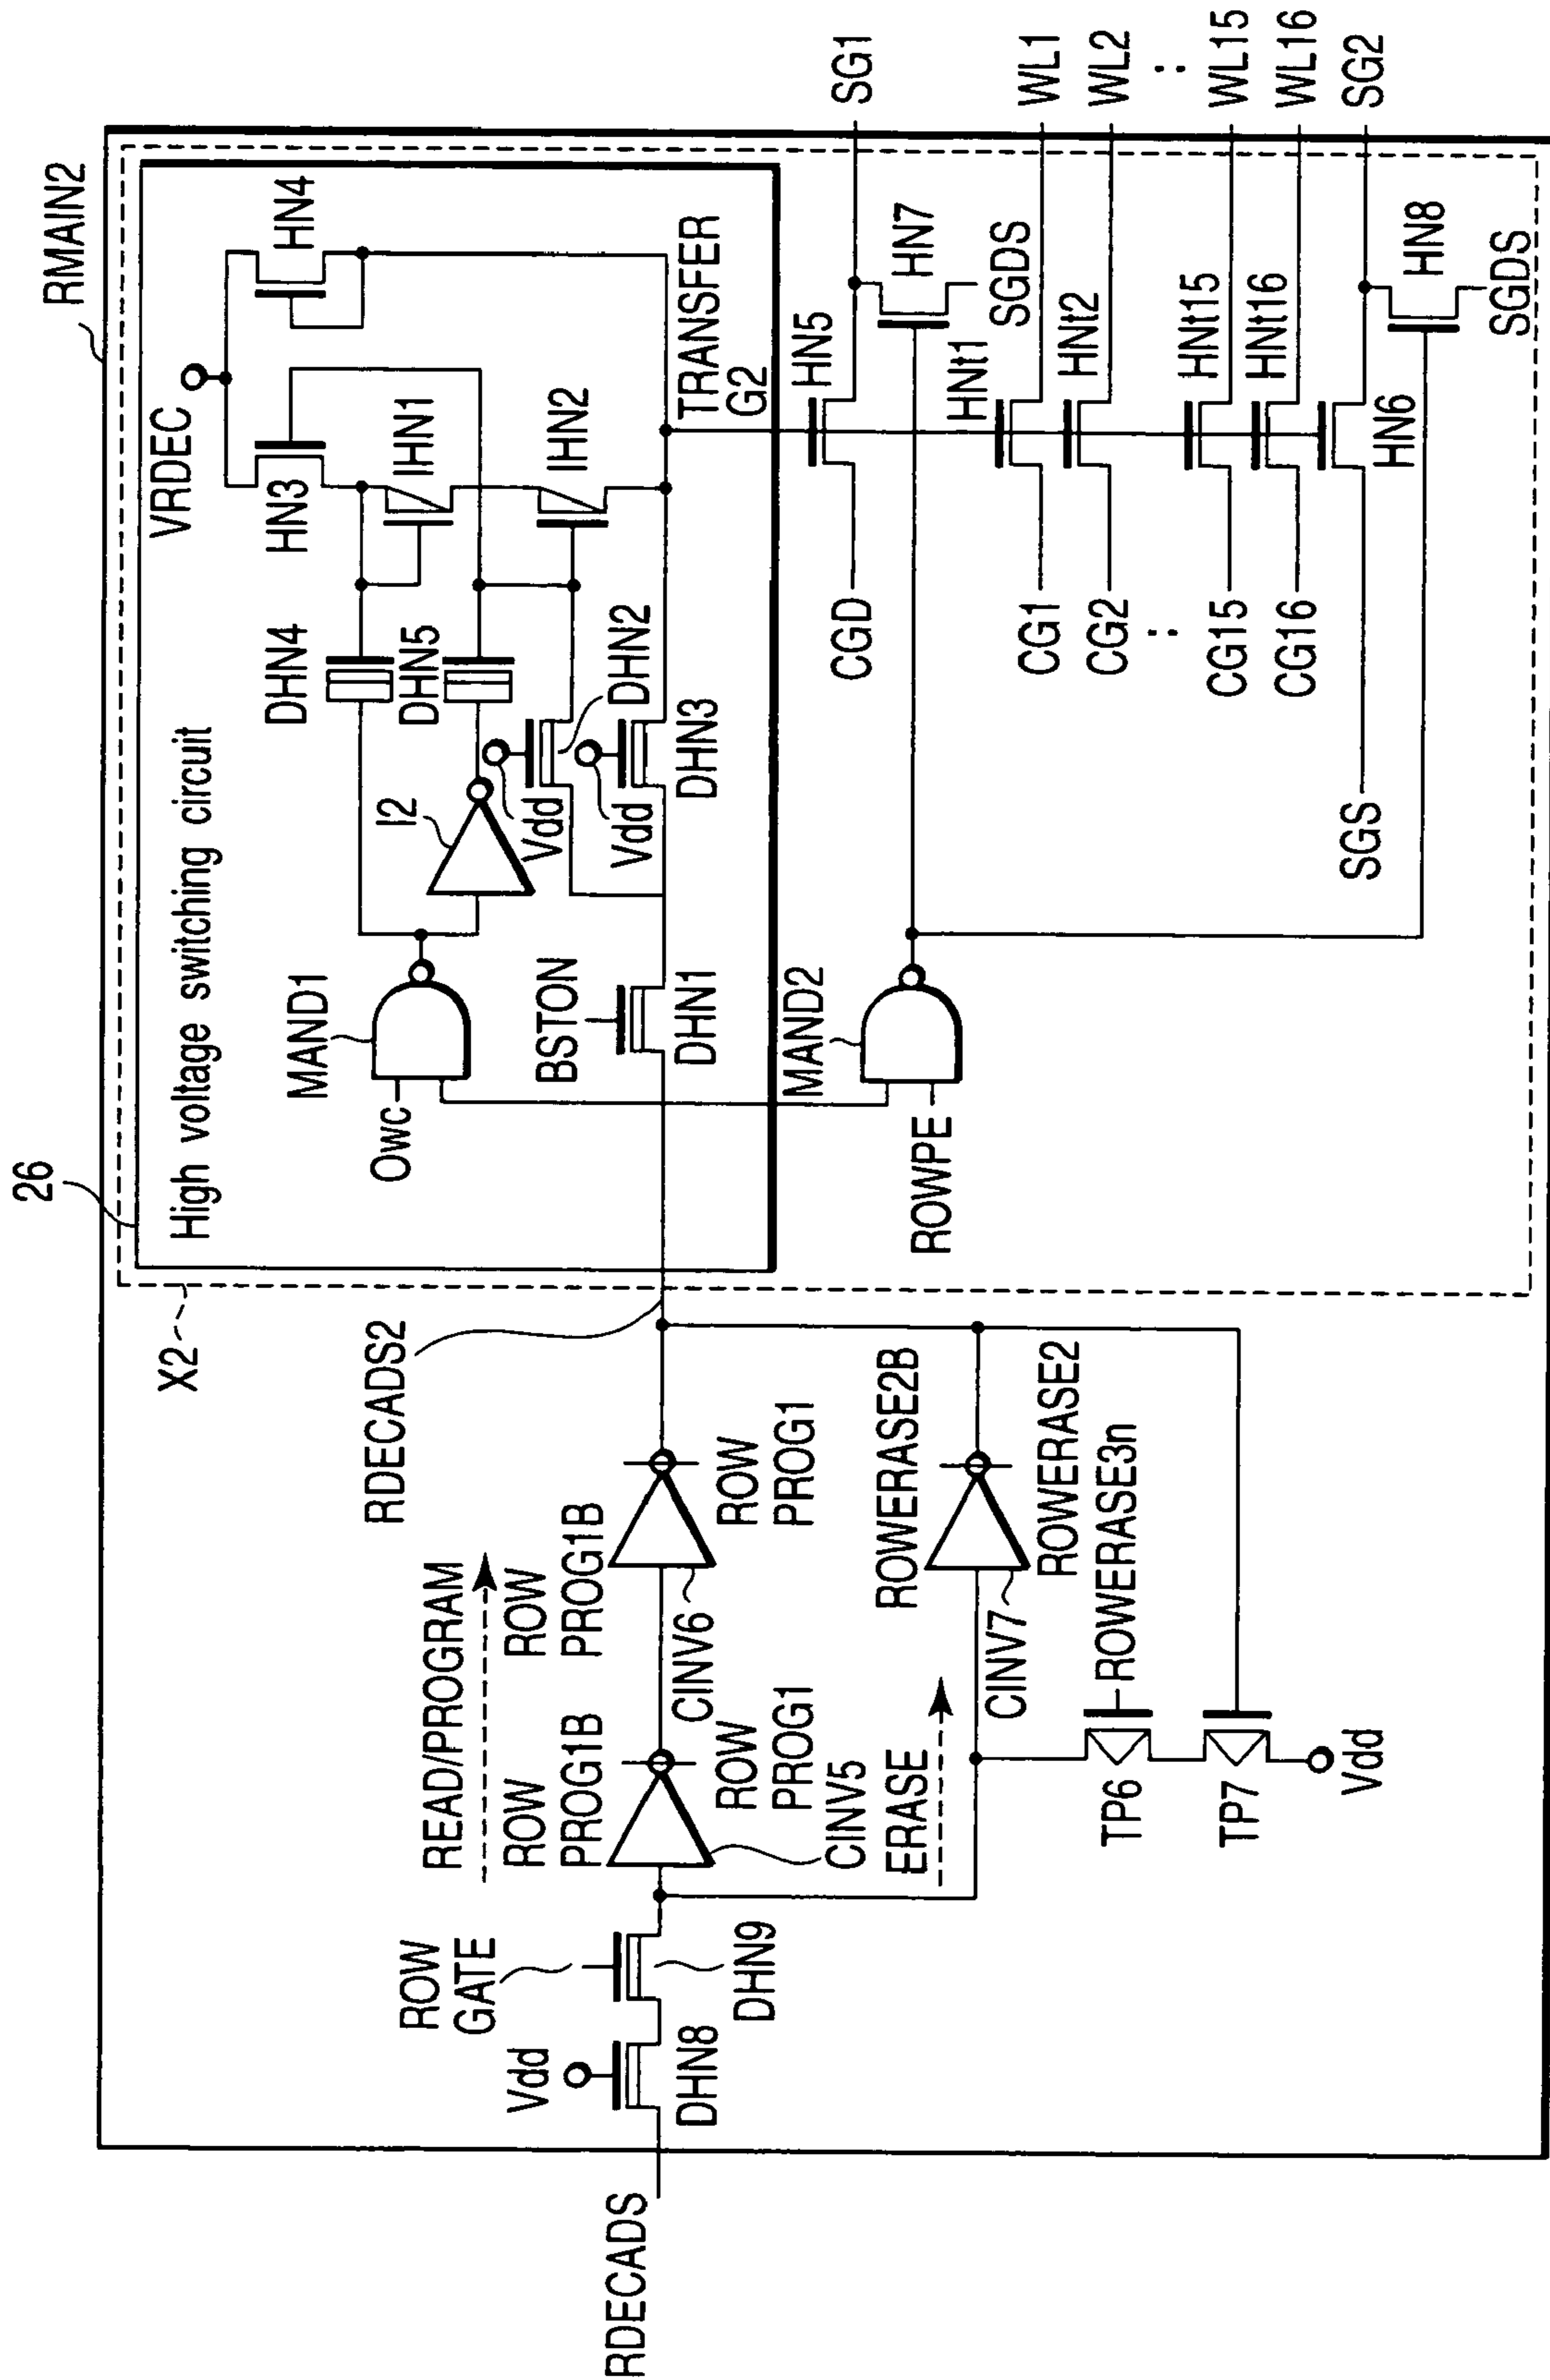 26
RMAIN2
X2
High voltage switching circuit
VRDEC
HN4
HN3
IHN1
IHN2
DHN4
DHN5
I2
MAND1
Owc
Vdd
DHN2
Vdd
DHN3
BSTON
DHN1
TRANSFER
G2
RDECADS2
READ/PROGRAM
ROW
PROG1B
ROW
PROG1B
CINV6
ROW
PROG1
ROW
PROG1
CINV5
ROW
GATE
DHN9
Vdd
DHN8
RDECADS
ERASE
ROWERASE2B
CINV7
ROWERASE2
ROWERASE3n
TP6
TP7
Vdd
MAND2
ROWPE
CGD
HN5
SG1
HN7
SGDS
HNt1
CG1
WL1
HNt2
CG2
WL2
:
:
HNt15
CG15
WL15
HNt16
CG16
WL16
SGS
HN6
SG2
HN8
SGDS